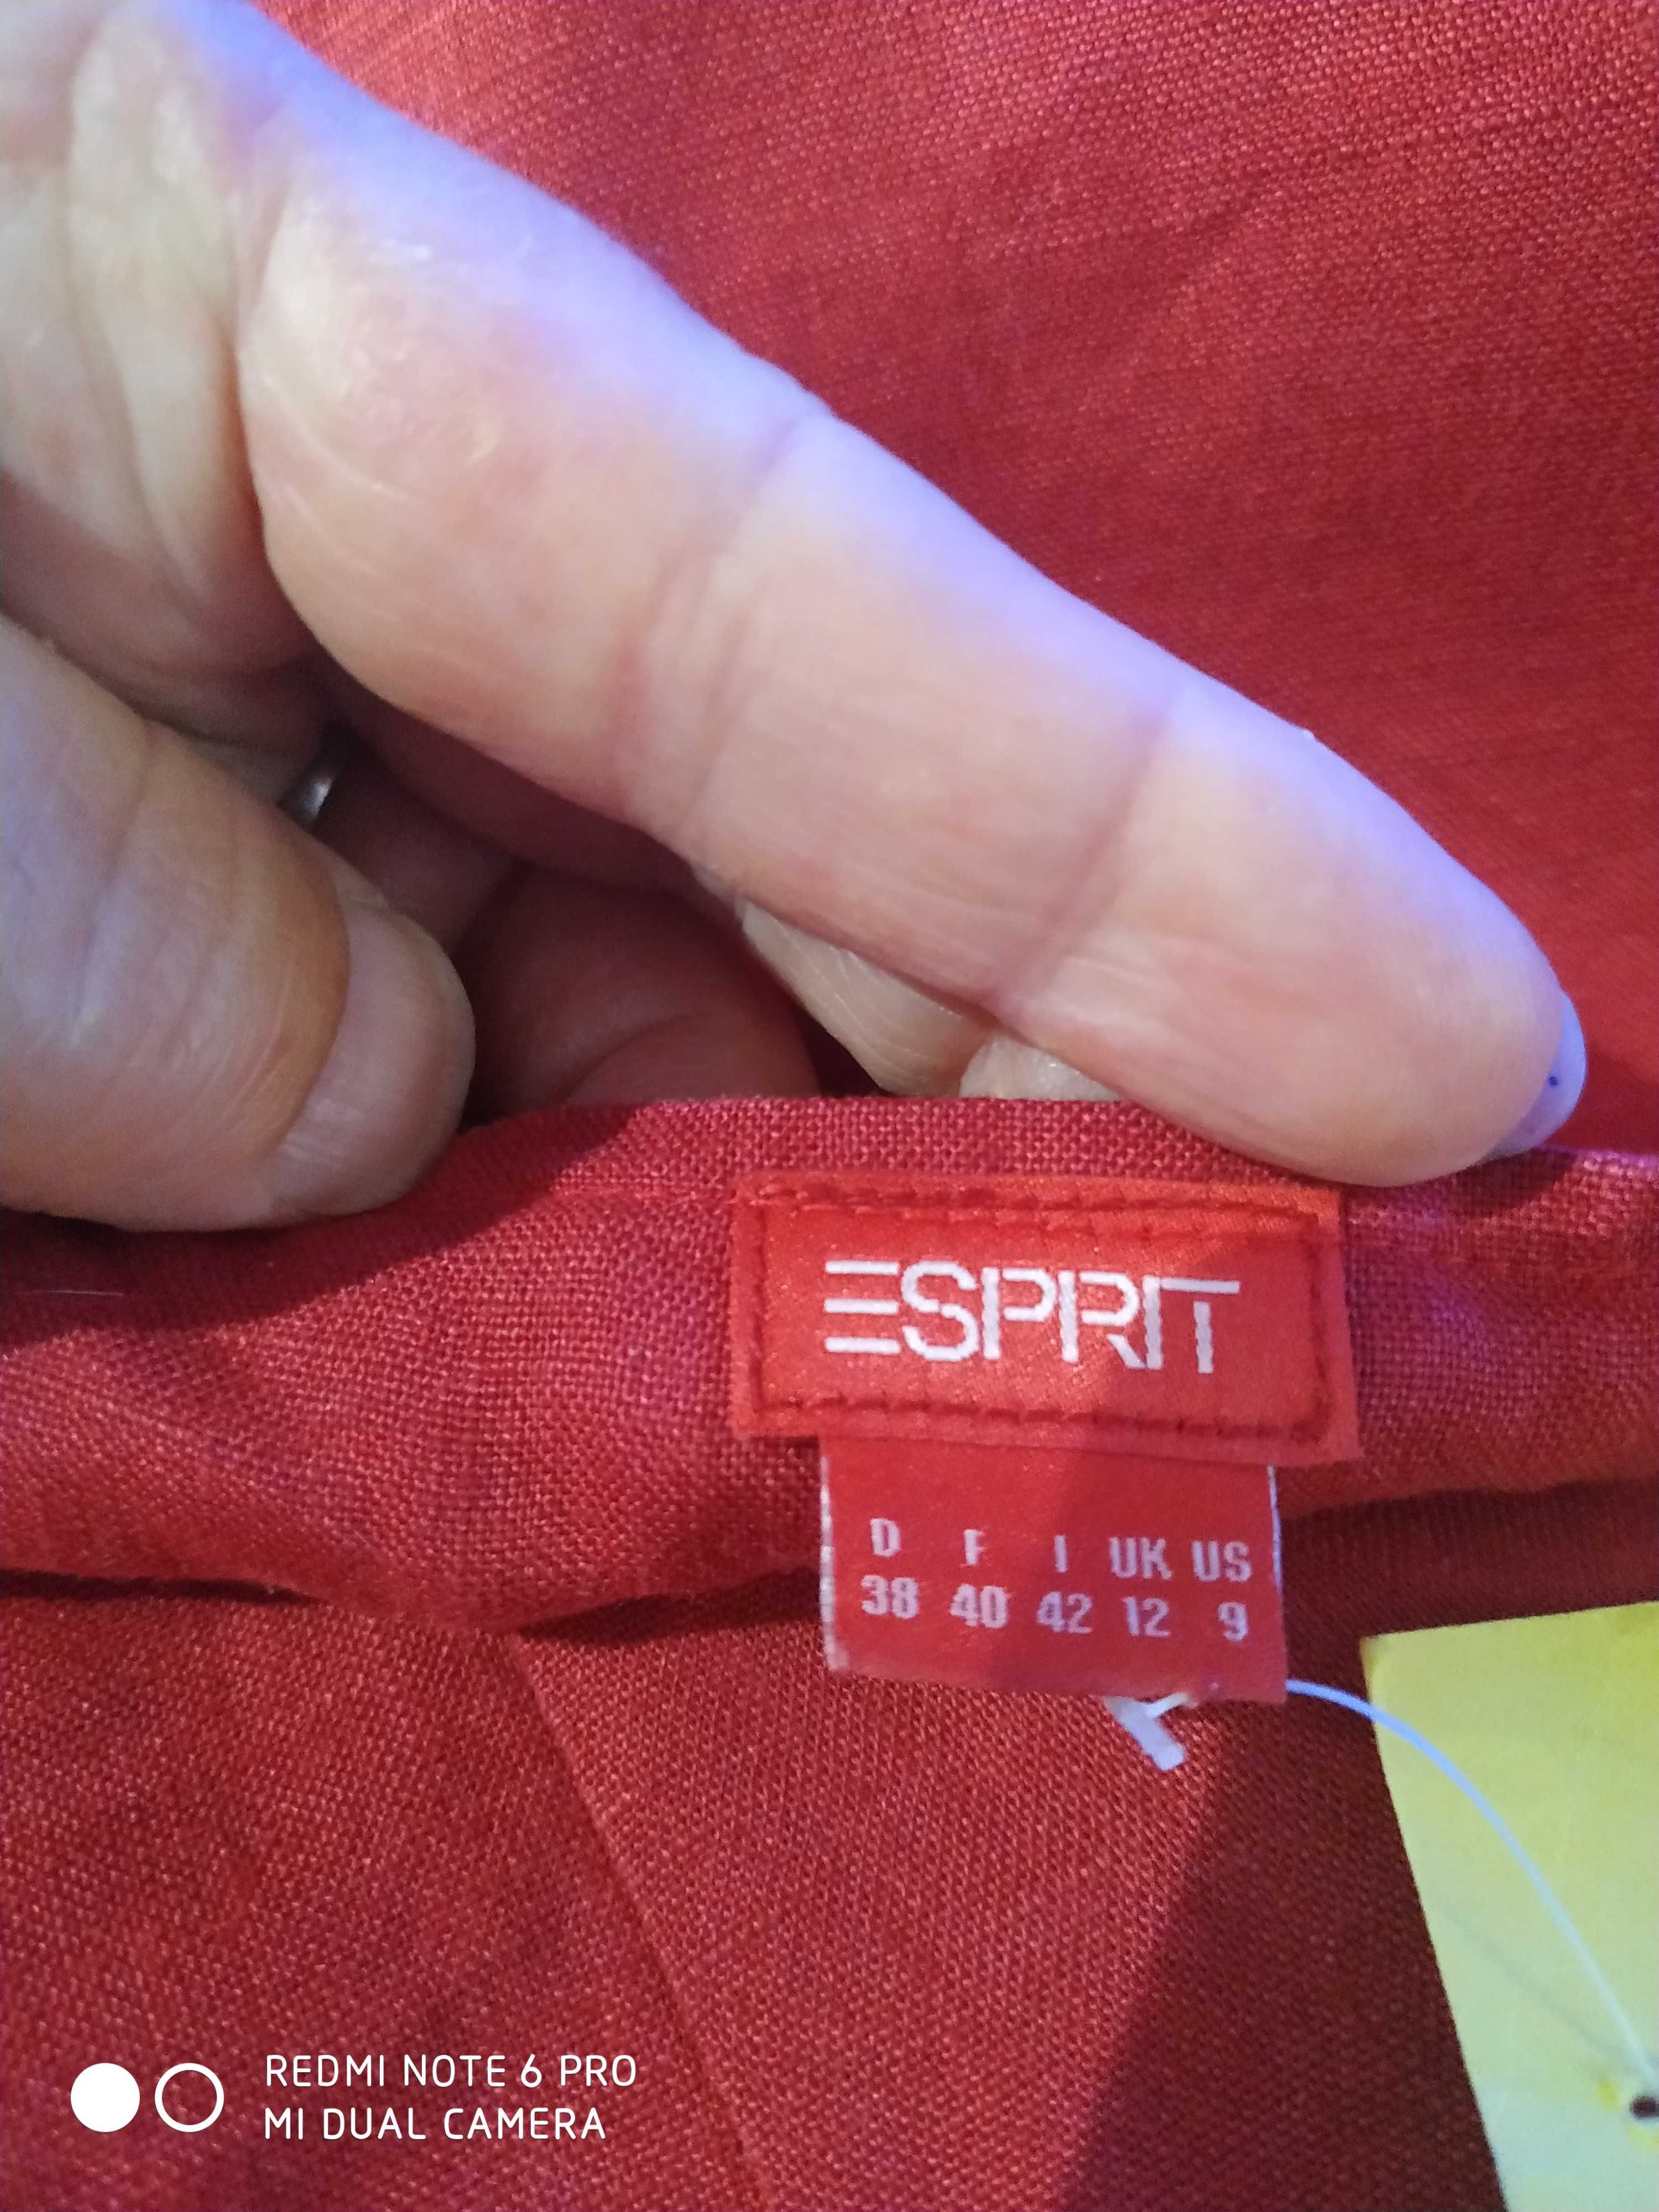 ESPRIT
D F I UK US
38 40 42 12 9
REDMI NOTE 6 PRO
MI DUAL CAMERA